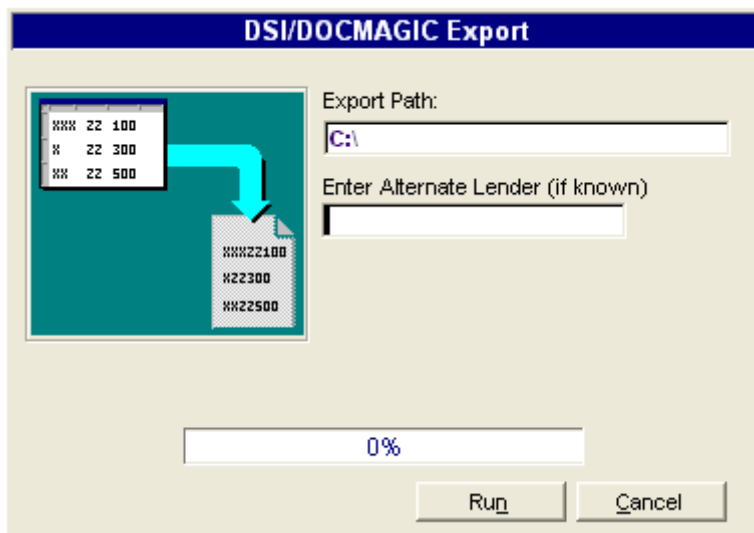 DSI/DOCMAGIC Export
XXX ZZ 100
X ZZ 300
XX ZZ 500
XXXZZ100
XZZ300
XXZZ500
Export Path:
C:\
Enter Alternate Lender (if known)
0%
Run
Cancel